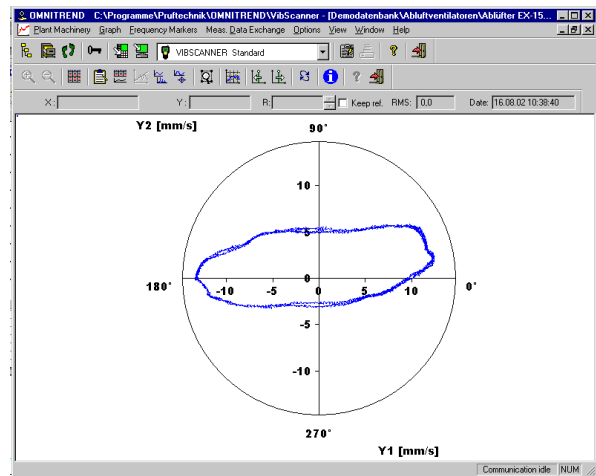 OMNITREND C:\Programme\Pruftechnik\OMNITREND\VibScanner - [Demodatenbank\Abluftventilatoren\Ablüfter EX-15...
Plant Machinery Graph Frequency Markers Meas. Data Exchange Options View Window Help
VIBSCANNER Standard
X: Y: R: Keep rel. RMS: 0,0 Date: 16.08.02 10:38:40
Y2 [mm/s]
90°
10
5
180° -10 -5 0 0 5 10 0°
-5
-10
270°
Y1 [mm/s]
Communication idle NUM